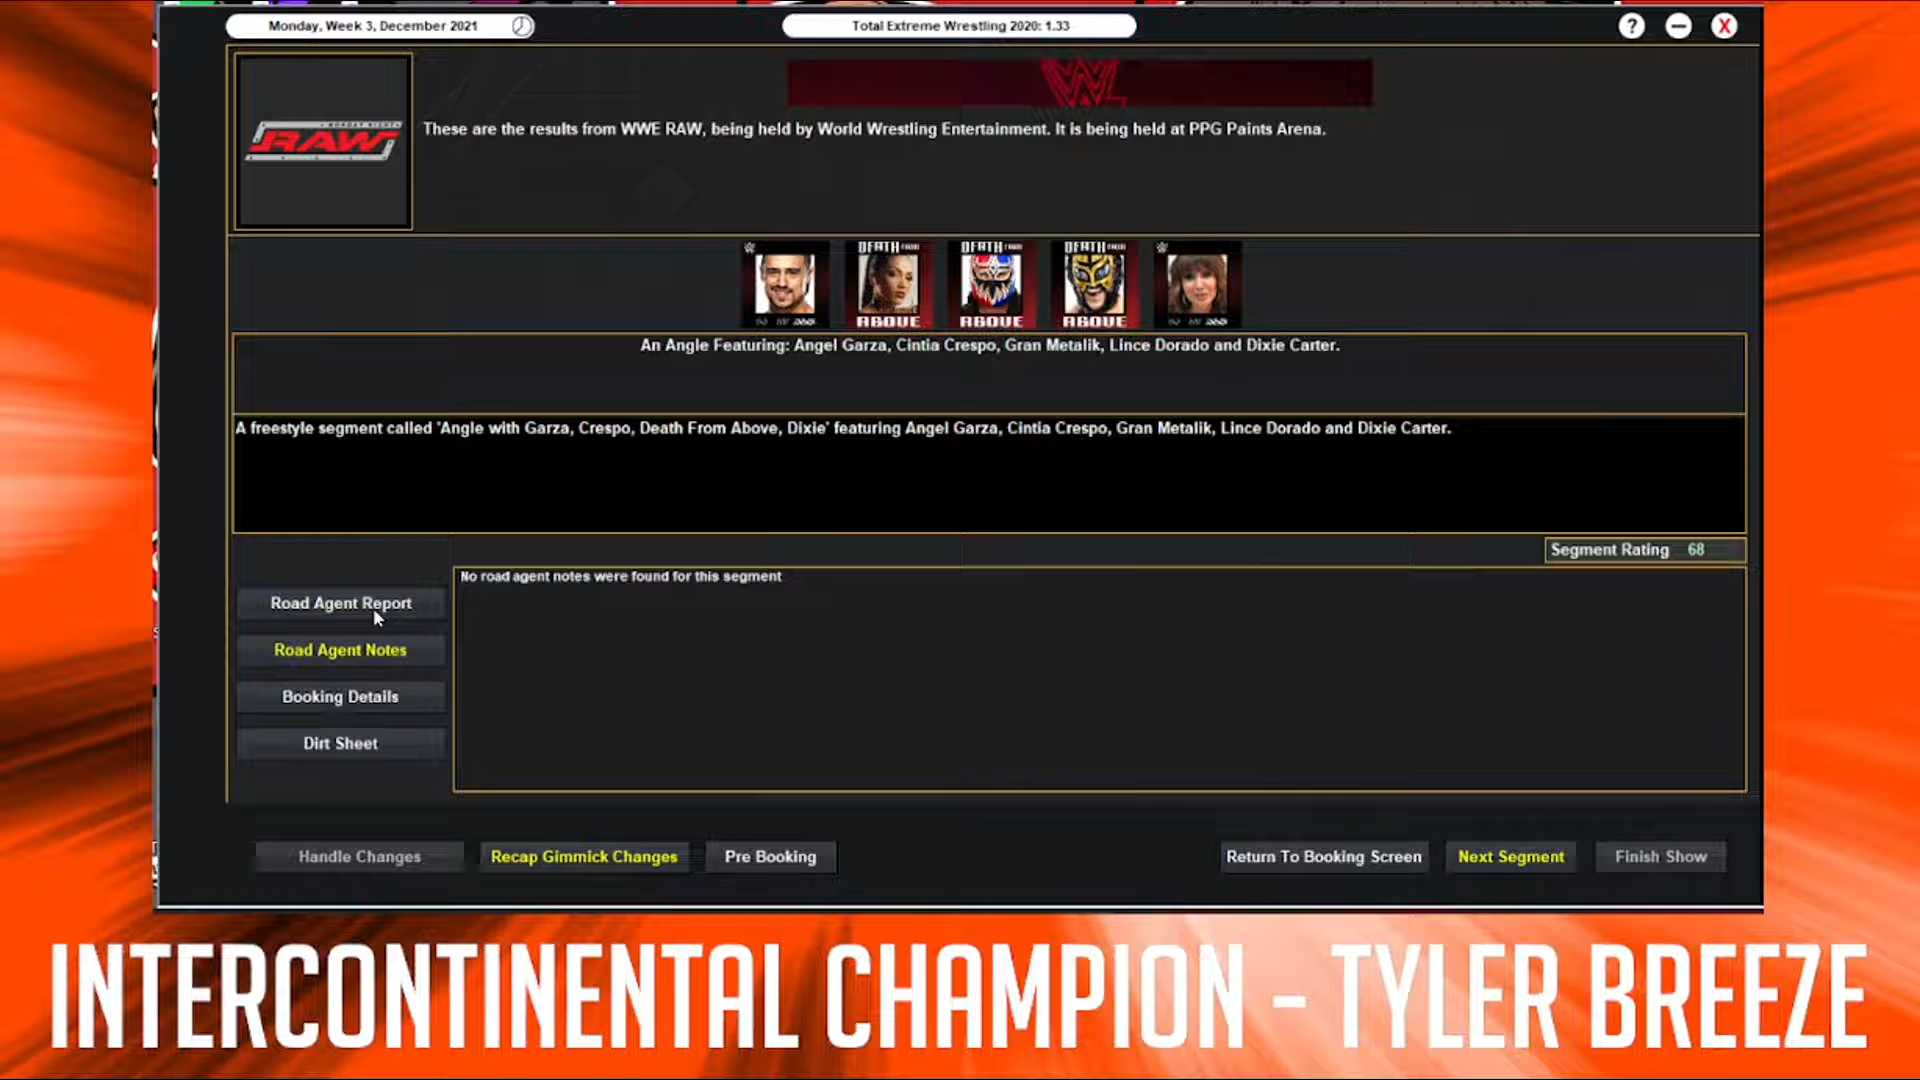 Monday, Week 3, December 2021
Total Extreme Wrestling 2020: 1.33
?
X
MONDAY NIGHT
RAW
These are the results from WWE RAW, being held by World Wrestling Entertainment. It is being held at PPG Paints Arena.
DEATH FROM ABOVE
DEATH FROM ABOVE
DEATH FROM ABOVE
An Angle Featuring: Angel Garza, Cintia Crespo, Gran Metalik, Lince Dorado and Dixie Carter.
A freestyle segment called 'Angle with Garza, Crespo, Death From Above, Dixie' featuring Angel Garza, Cintia Crespo, Gran Metalik, Lince Dorado and Dixie Carter.
Segment Rating 68
No road agent notes were found for this segment
Road Agent Report
Road Agent Notes
Booking Details
Dirt Sheet
Handle Changes
Recap Gimmick Changes
Pre Booking
Return To Booking Screen
Next Segment
Finish Show
INTERCONTINENTAL CHAMPION - TYLER BREEZE